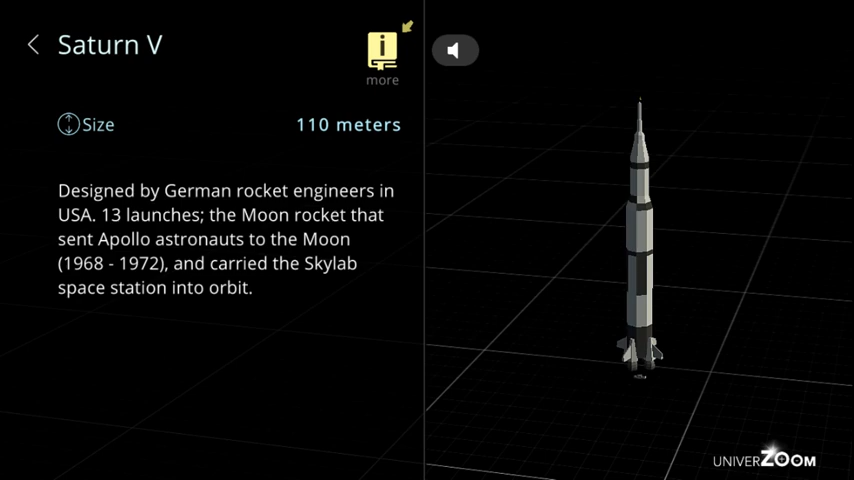 Saturn V
i
more
Size
110 meters
Designed by German rocket engineers in
USA. 13 launches; the Moon rocket that
sent Apollo astronauts to the Moon
(1968 - 1972), and carried the Skylab
space station into orbit.
UNIVERZOOM